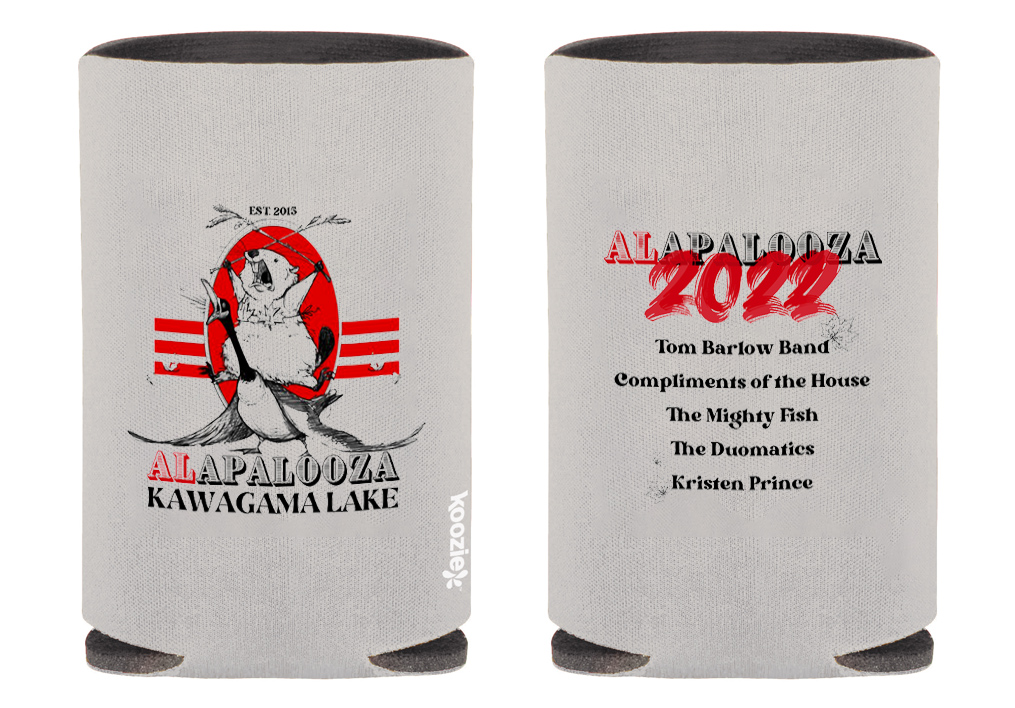 EST. 2015
ALAPALOOZA
KAWAGAMA LAKE
koozie
ALAPALOOZA
2022
Tom Barlow Band
Compliments of the House
The Mighty Fish
The Duomatics
Kristen Prince